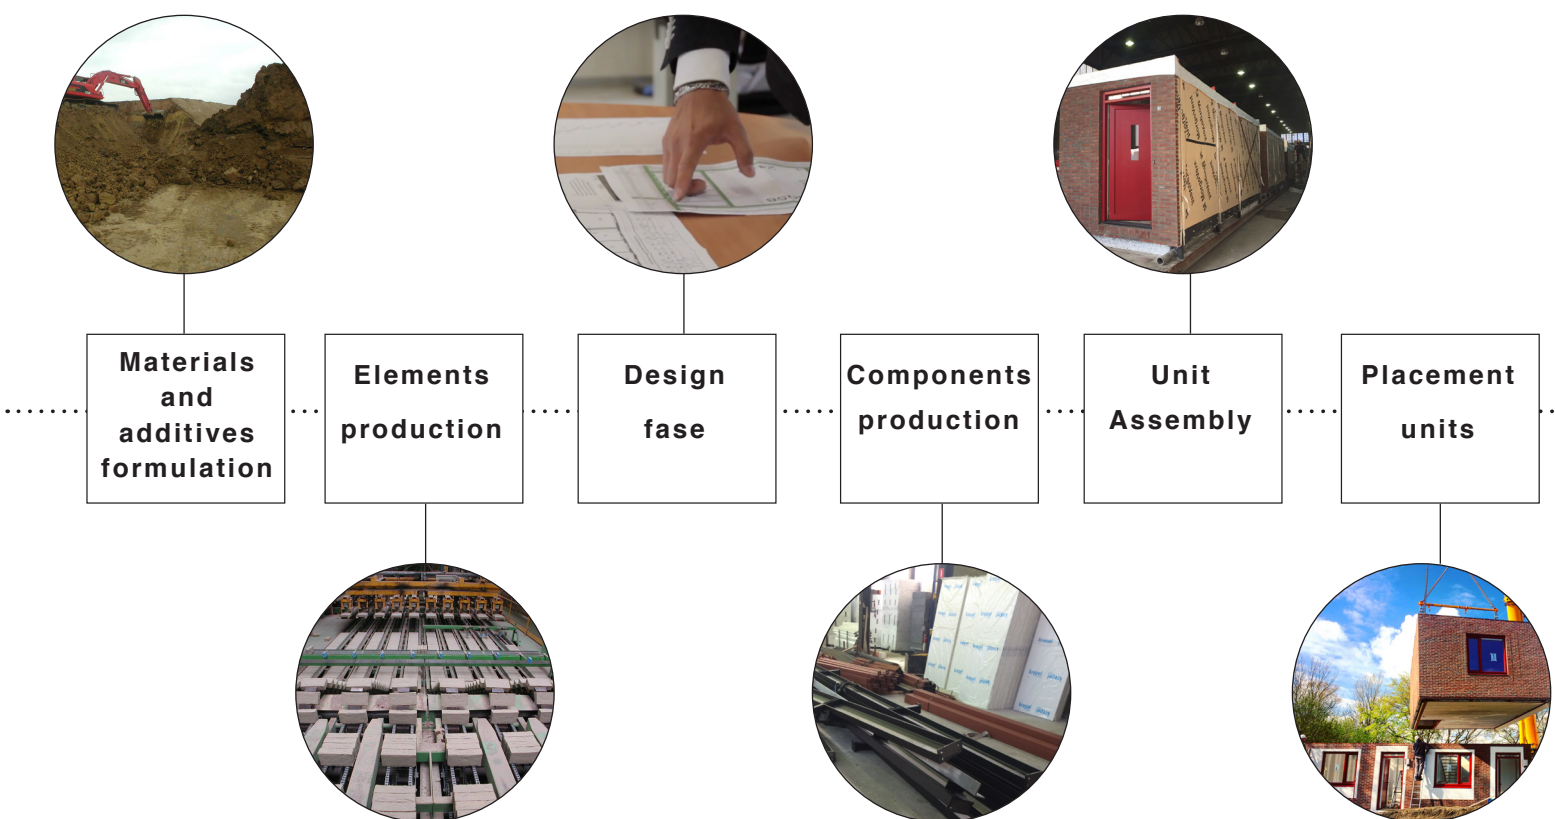 Materials
and
additives
formulation
Elements
production
Design
fase
Components
production
Unit
Assembly
Placement
units